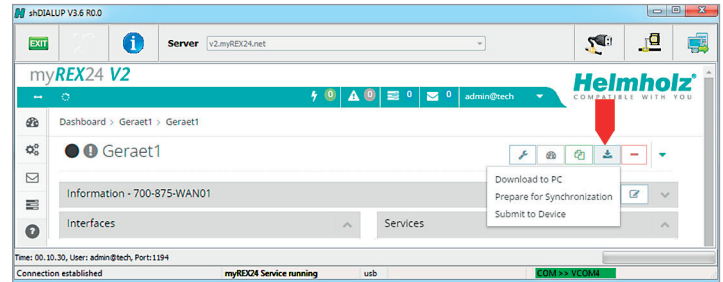 shDIALUP V3.6 R0.0
EXIT
Server v2.myREX24.net
myREX24 V2
0 0 0 0 admin@tech
Helmholz®
COMPATIBLE WITH YOU
Dashboard > Geraet1 > Geraet1
Geraet1
Download to PC
Prepare for Synchronization
Submit to Device
Information - 700-875-WAN01
Interfaces
Services
Time: 00.10.30, User: admin@tech, Port:1194
Connection established myREX24 Service running usb COM >> VCOM4